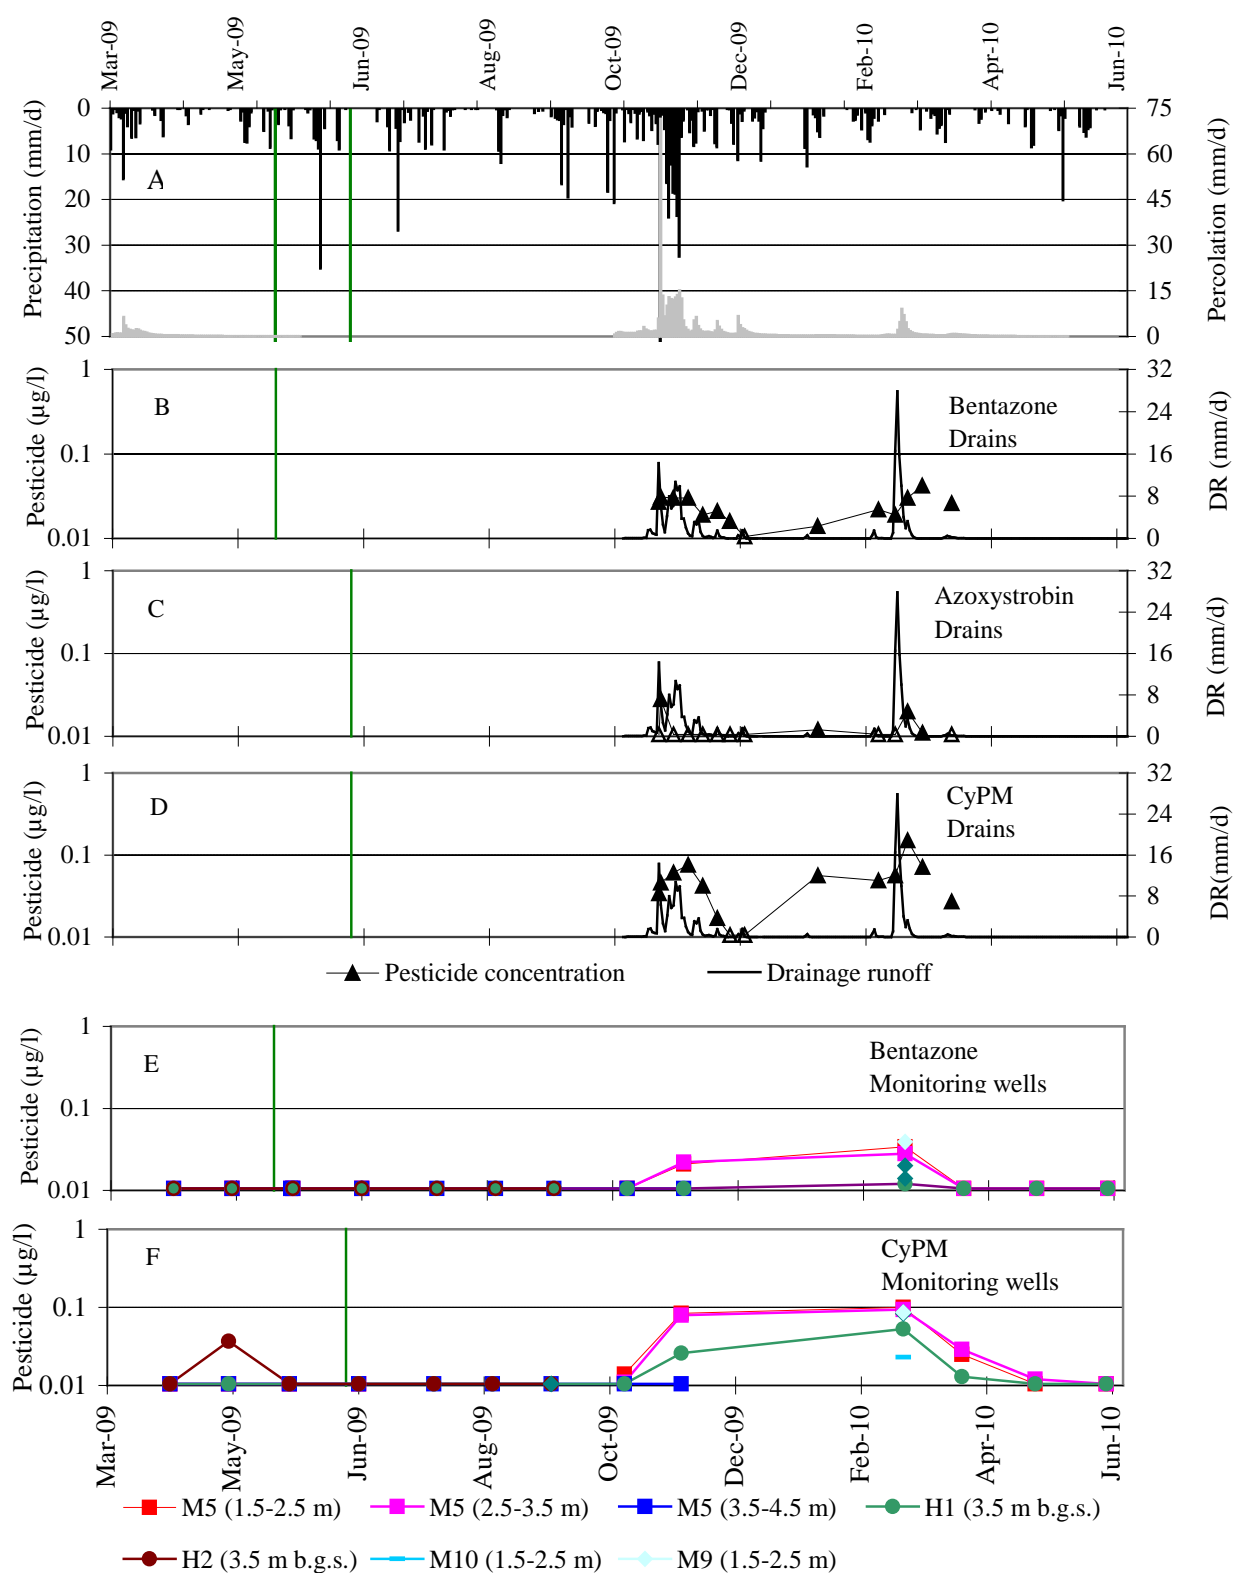 Mar-09 May-09 Jun-09 Aug-09 Oct-09 Dec-09 Feb-10 Apr-10 Jun-10
Precipitation (mm/d)
0
10
20
30
40
50
A
75
60
45
30
15
0
Percolation (mm/d)
Pesticide (µg/l)
1
0.1
0.01
B
Bentazone
Drains
32
24
16
8
0
DR (mm/d)
Pesticide (µg/l)
1
0.1
0.01
C
Azoxystrobin
Drains
32
24
16
8
0
DR (mm/d)
Pesticide (µg/l)
1
0.1
0.01
D
CyPM
Drains
32
24
16
8
0
DR(mm/d)
Pesticide concentration Drainage runoff
Pesticide (µg/l)
1
0.1
0.01
E
Bentazone
Monitoring wells
Pesticide (µg/l)
1
0.1
0.01
F
CyPM
Monitoring wells
Mar-09 May-09 Jun-09 Aug-09 Oct-09 Dec-09 Feb-10 Apr-10 Jun-10
M5 (1.5-2.5 m) M5 (2.5-3.5 m) M5 (3.5-4.5 m) H1 (3.5 m b.g.s.)
H2 (3.5 m b.g.s.) M10 (1.5-2.5 m) M9 (1.5-2.5 m)